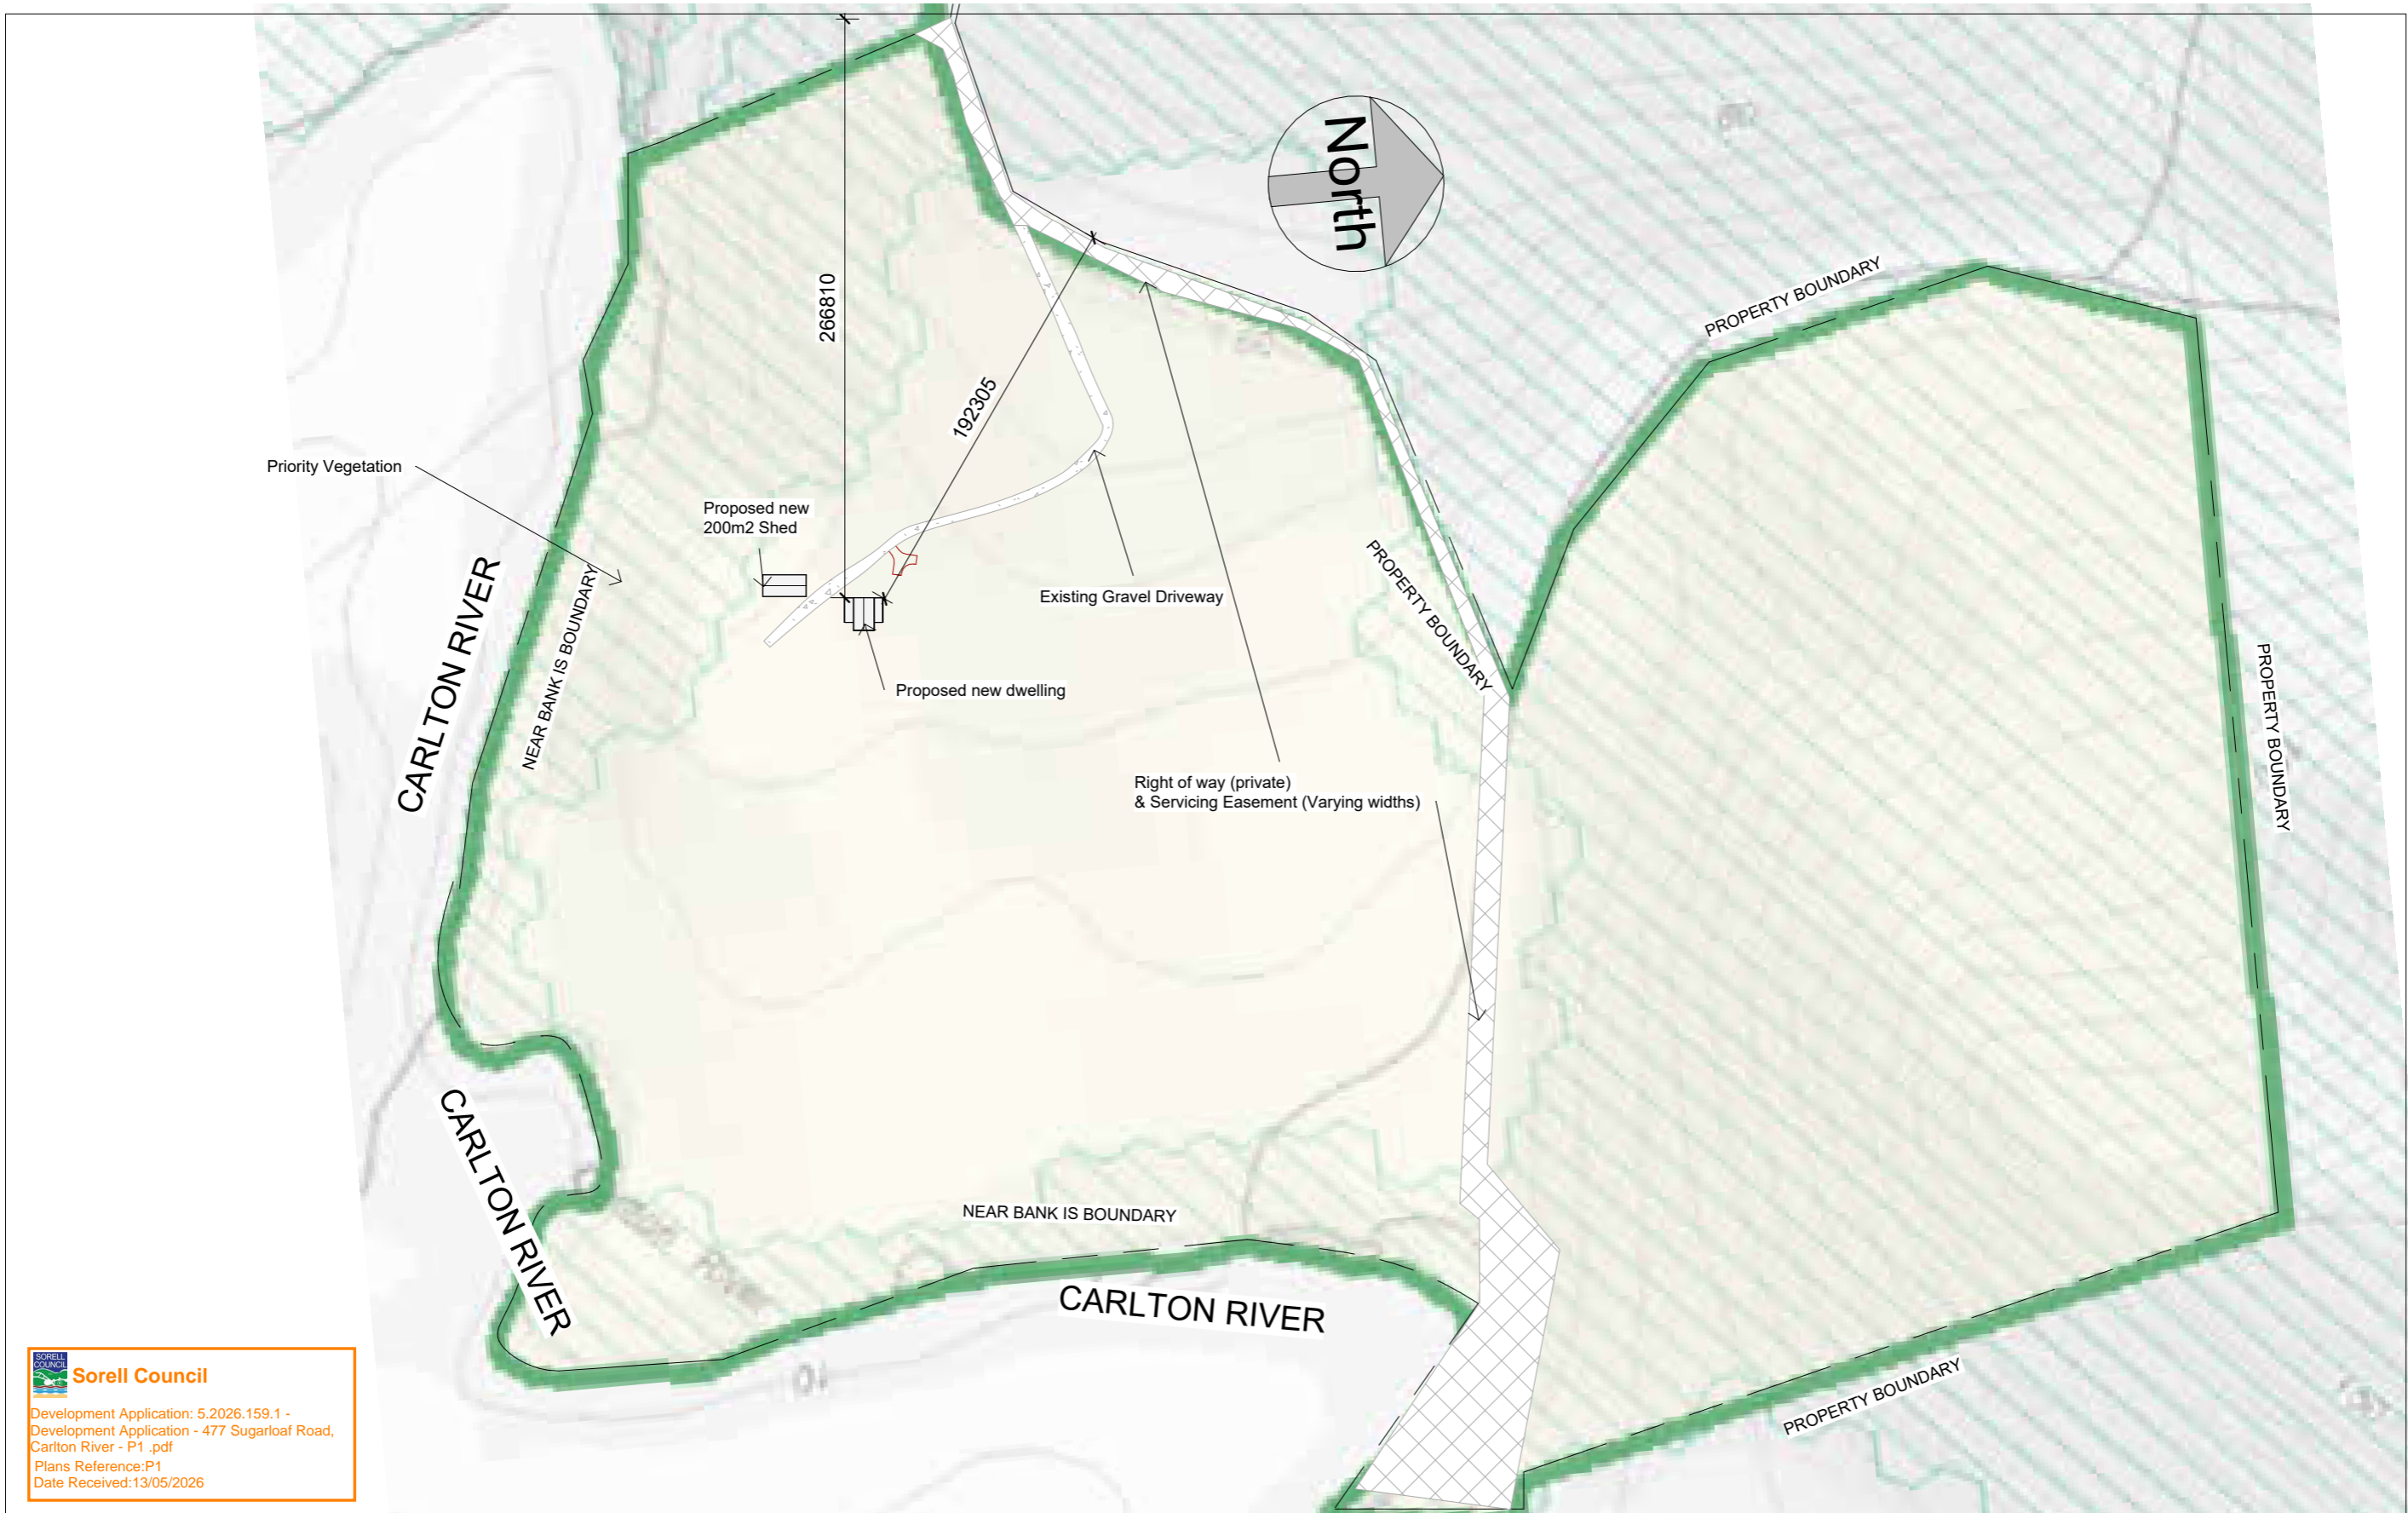 North
266810
192305
PROPERTY BOUNDARY
Priority Vegetation
Proposed new
200m2 Shed
CARLTON RIVER
NEAR BANK IS BOUNDARY
Existing Gravel Driveway
PROPERTY BOUNDARY
Proposed new dwelling
PROPERTY BOUNDARY
Right of way (private)
& Servicing Easement (Varying widths)
CARLTON RIVER
NEAR BANK IS BOUNDARY
CARLTON RIVER
PROPERTY BOUNDARY
SORELL
COUNCIL
Sorell Council
Development Application: 5.2026.159.1 -
Development Application - 477 Sugarloaf Road,
Carlton River - P1 .pdf
Plans Reference:P1
Date Received:13/05/2026